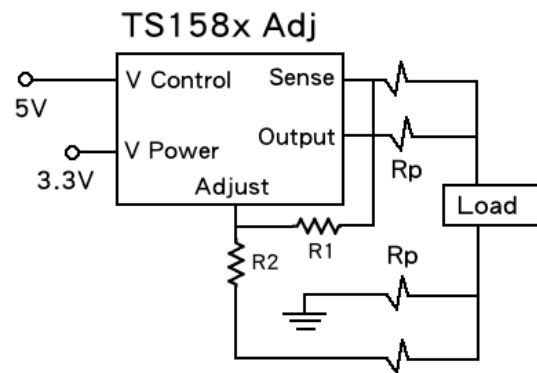 TS158x Adj
V Control
Sense
5V
Output
V Power
Rp
3.3V
Adjust
Load
R1
R2
Rp